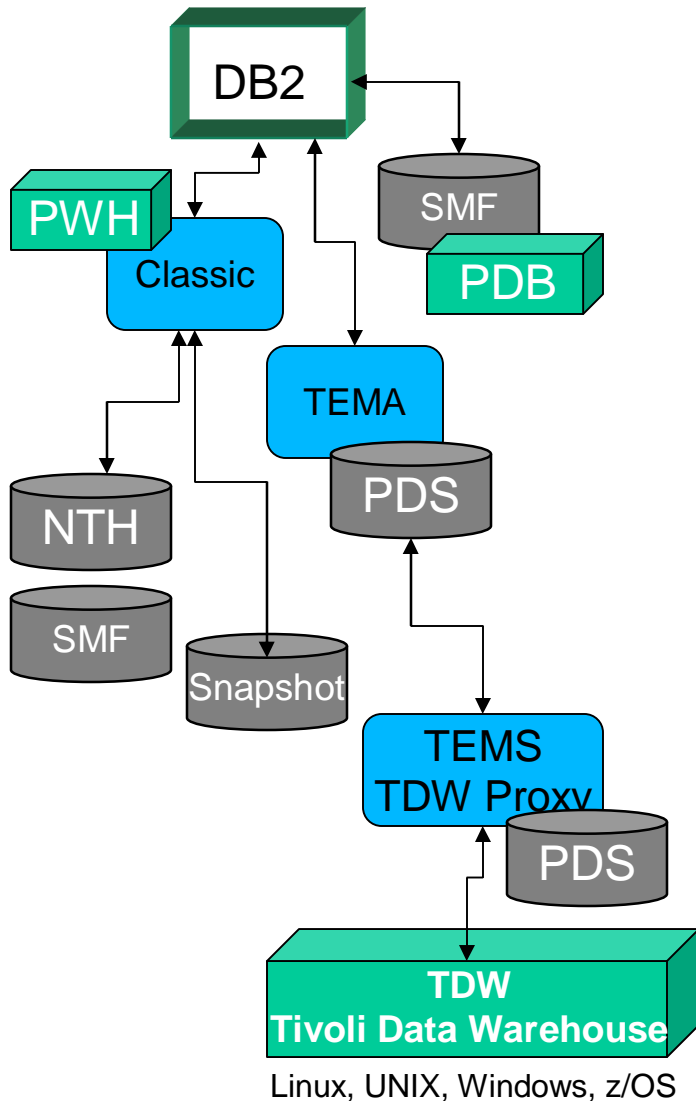 DB2
PWH
Classic
SMF
PDB
TEMA
PDS
NTH
SMF
Snapshot
TEMS
TDW Proxy
PDS
TDW
Tivoli Data Warehouse
Linux, UNIX, Windows, z/OS